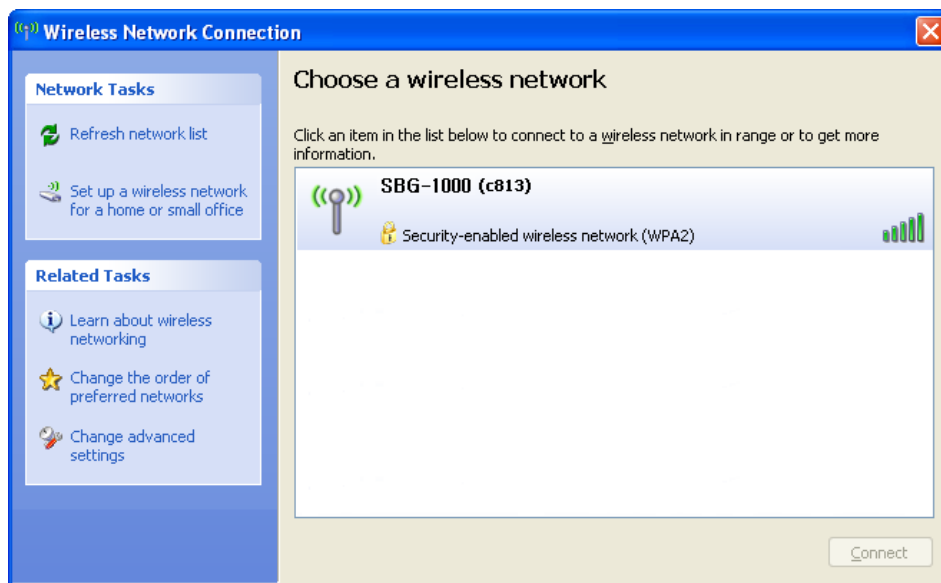 Wireless Network Connection
Network Tasks
Refresh network list
Set up a wireless network
for a home or small office
Related Tasks
Learn about wireless
networking
Change the order of
preferred networks
Change advanced
settings
Choose a wireless network
Click an item in the list below to connect to a wireless network in range or to get more
information.
SBG-1000 (c813)
Security-enabled wireless network (WPA2)
Connect